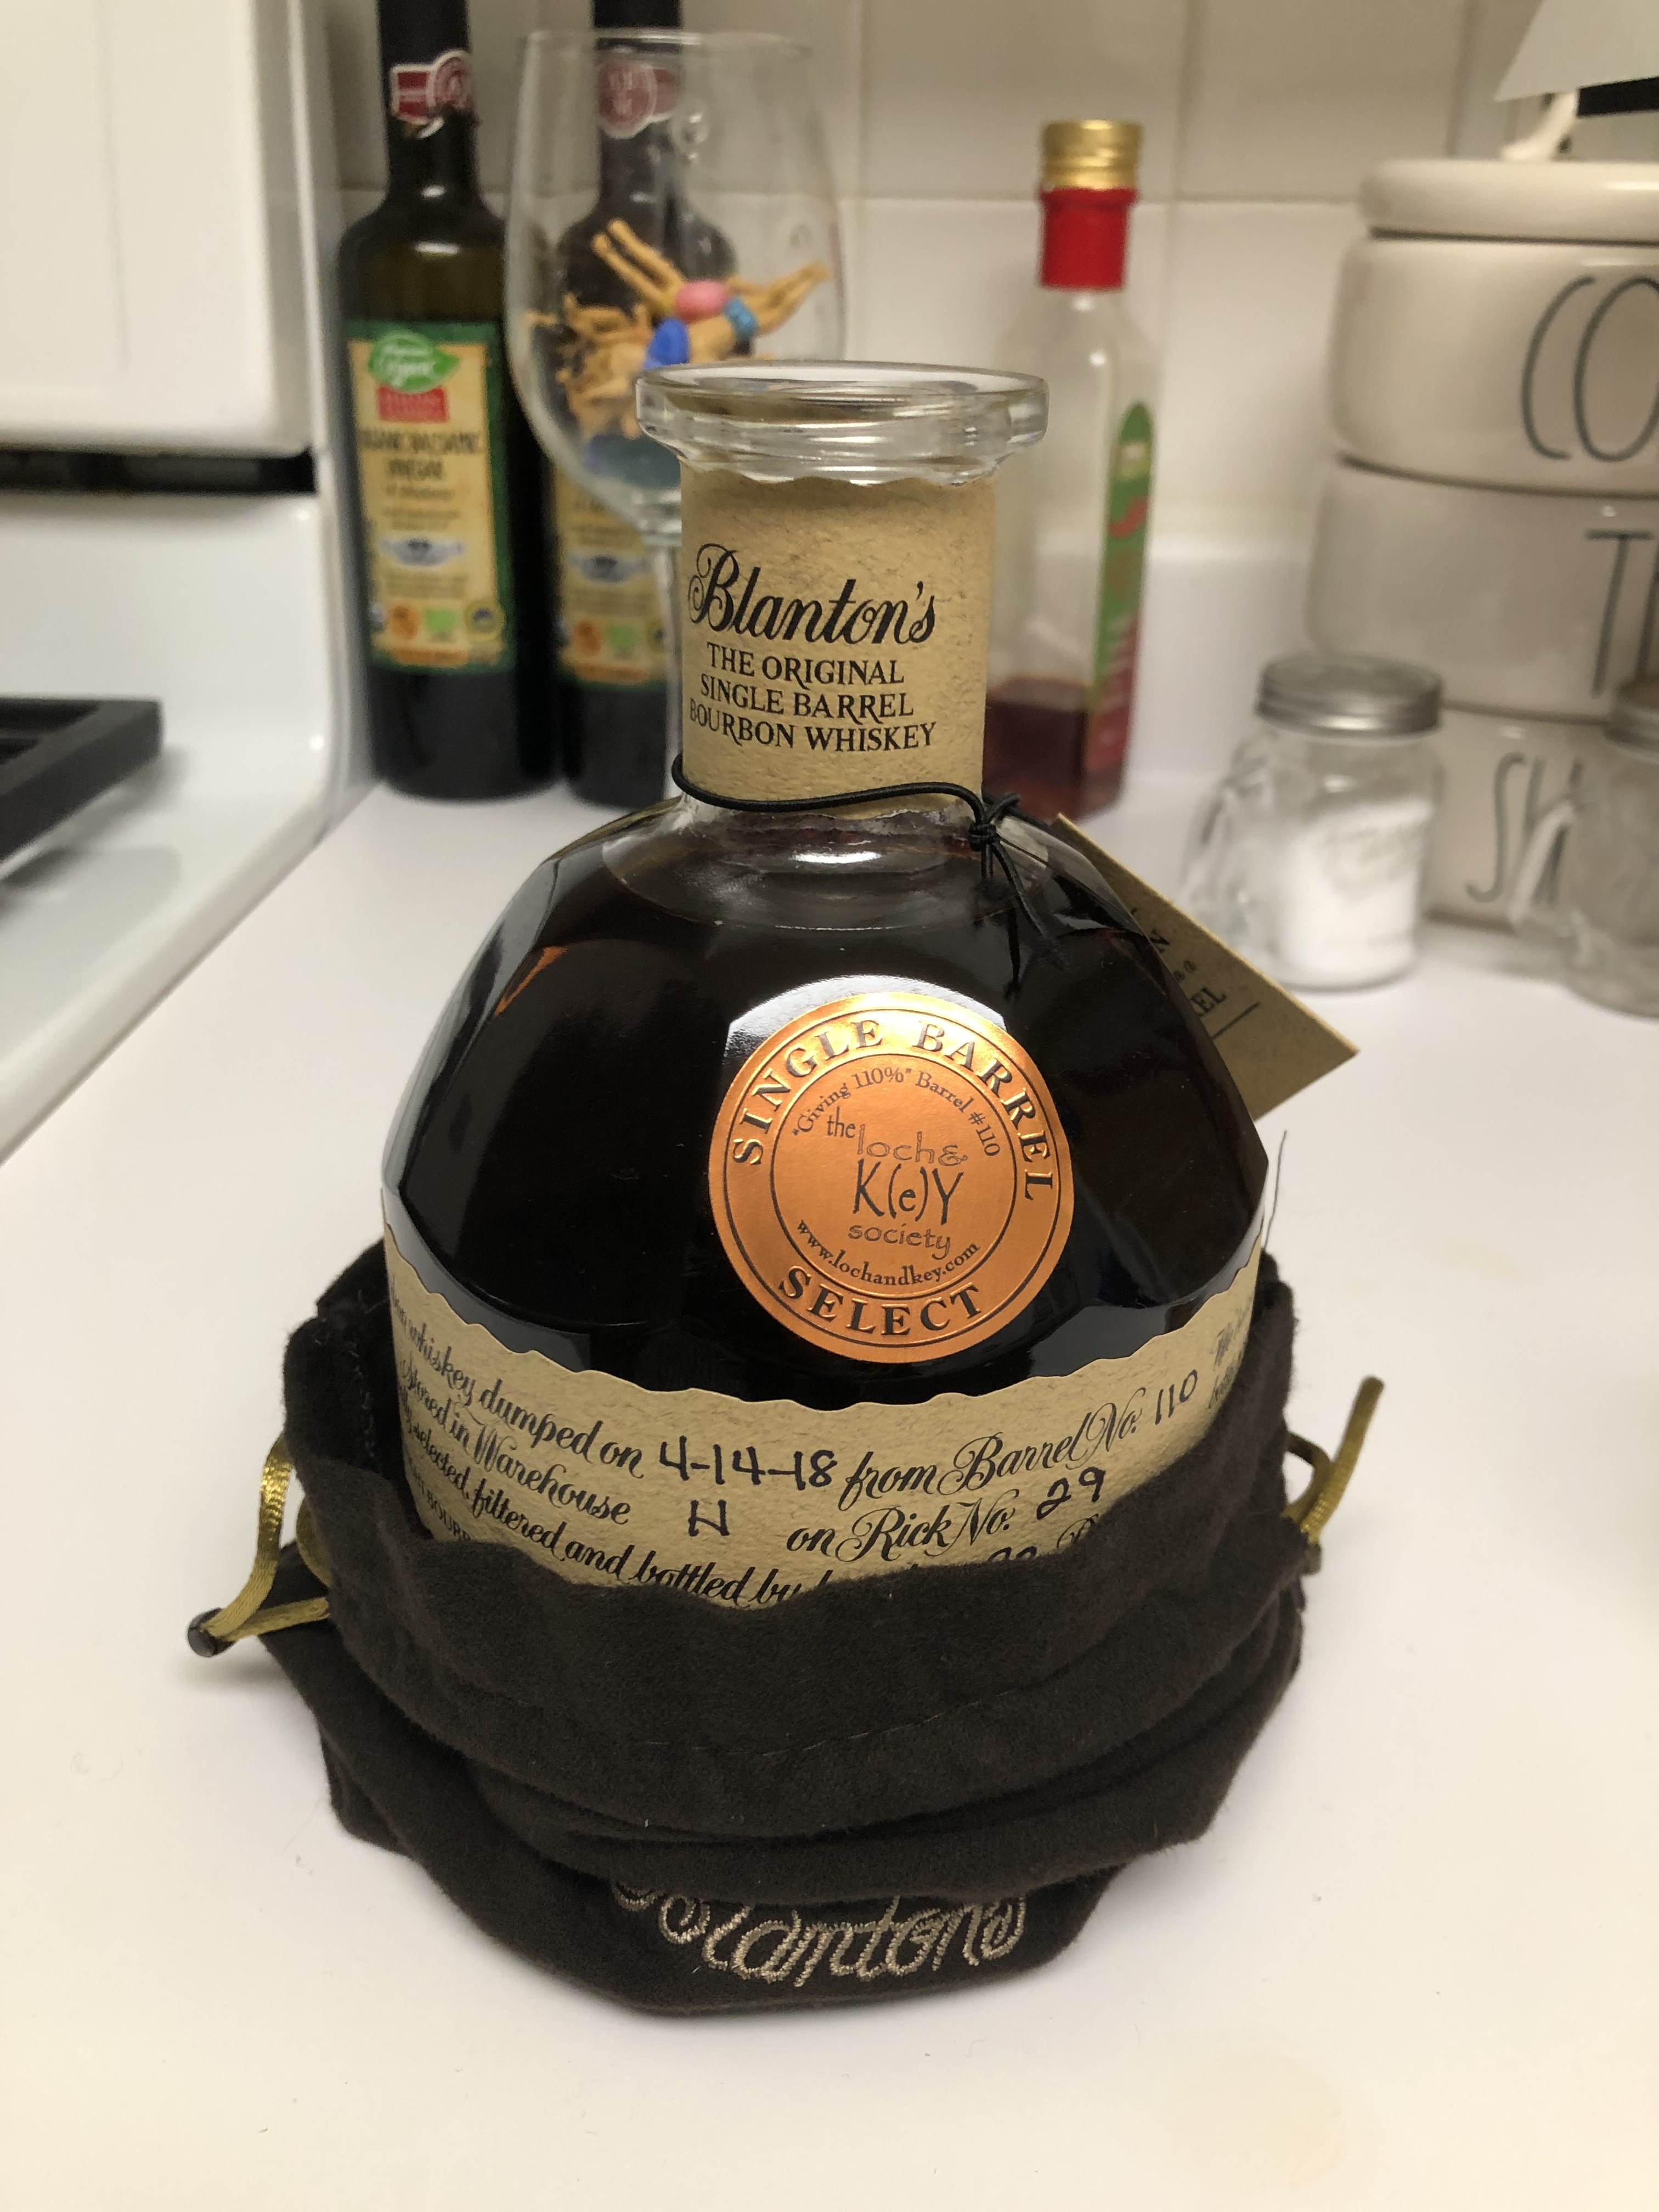 Blanton's
THE ORIGINAL
SINGLE BARREL
BOURBON WHISKEY
SINGLE BARREL
"Giving 110%" Barrel #110
the loch&
K(e)Y
society
www.lochandkey.com
SELECT
whiskey dumped on 4-14-18 from Barrel No. 110
stored in Warehouse H on Rick No. 29
selected, filtered and bottled by
Blanton's
CO